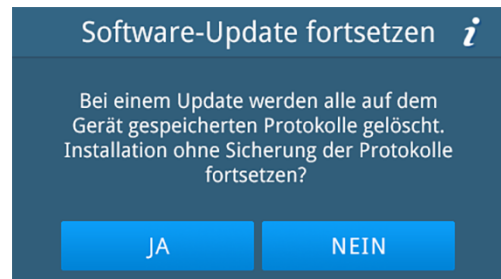 Software-Update fortsetzen i
Bei einem Update werden alle auf dem
Gerät gespeicherten Protokolle gelöscht.
Installation ohne Sicherung der Protokolle
fortsetzen?
JA NEIN